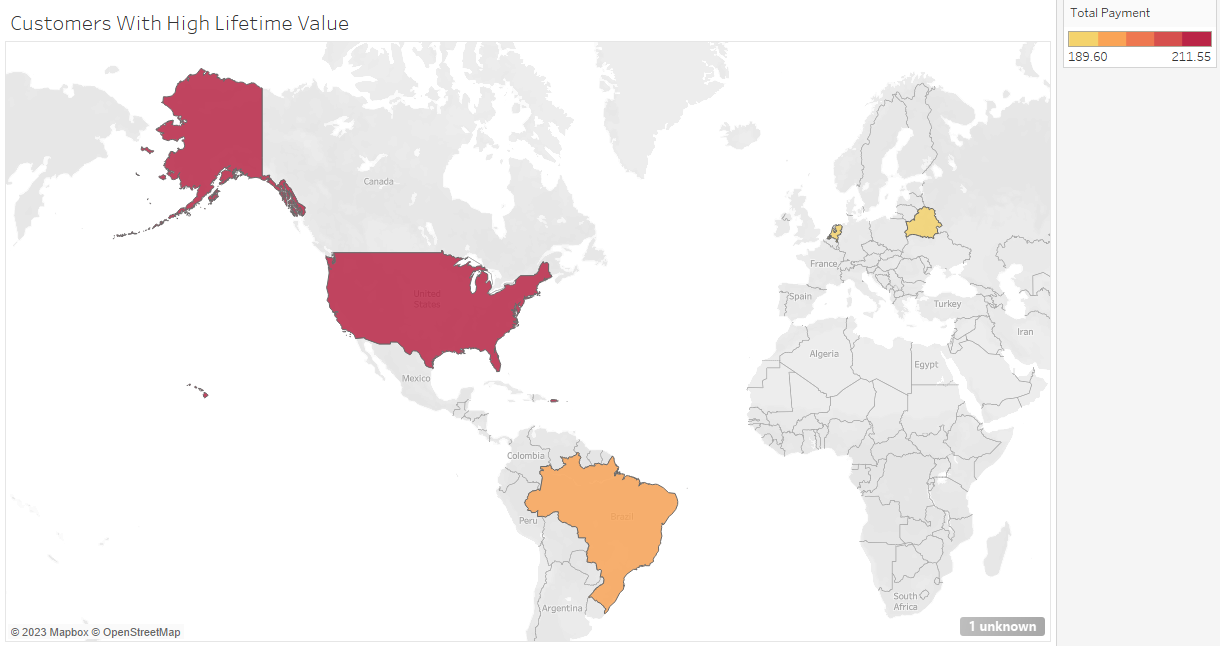 Customers With High Lifetime Value
Total Payment
189.60
211.55
Canada
United
States
France
Spain
Turkey
Iran
Algeria
Egypt
Mexico
Colombia
Brazil
Peru
South
Africa
Argentina
1 unknown
© 2023 Mapbox © OpenStreetMap